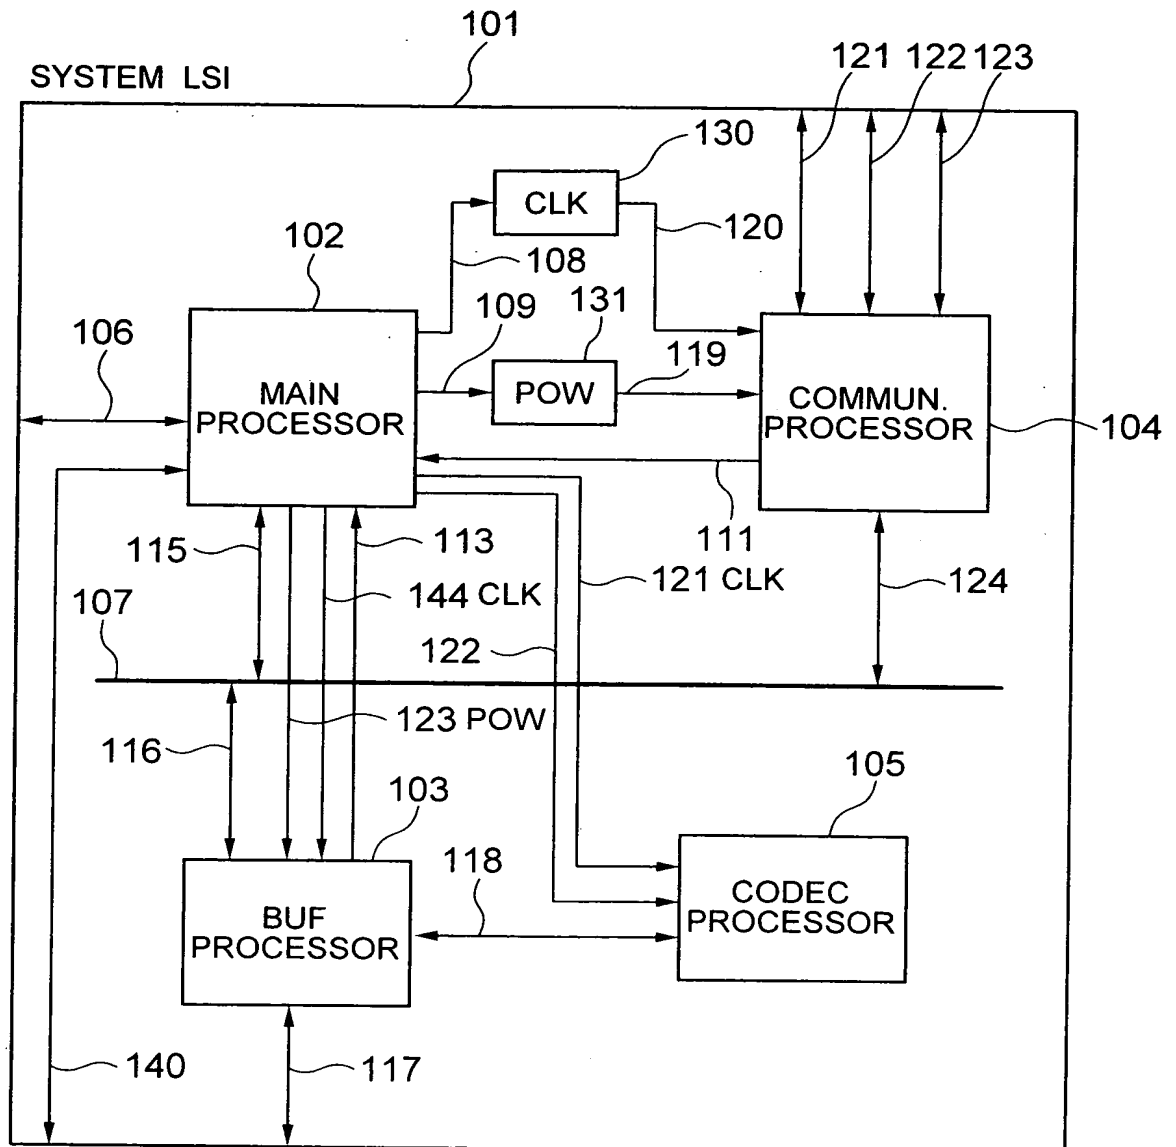 101
SYSTEM LSI
121 122 123
130
CLK
120
102
108
109
131
106
119
MAIN
PROCESSOR
POW
COMMUN.
PROCESSOR
104
111
115
113
121 CLK
124
107
144 CLK
122
123 POW
116
105
103
118
CODEC
PROCESSOR
BUF
PROCESSOR
140
117